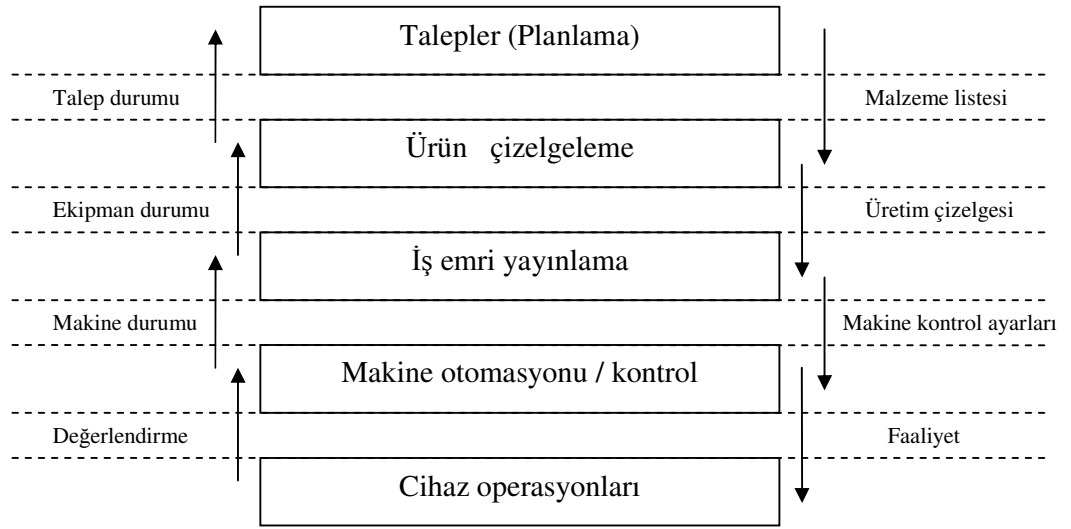 Talepler (Planlama)
Talep durumu
Malzeme listesi
Ürün çizelgeleme
Ekipman durumu
Üretim çizelgesi
İş emri yayınlama
Makine durumu
Makine kontrol ayarları
Makine otomasyonu / kontrol
Değerlendirme
Faaliyet
Cihaz operasyonları